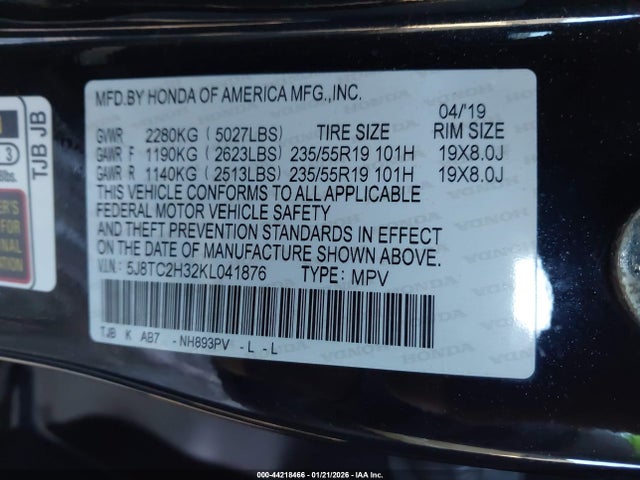 MFD.BY HONDA OF AMERICA MFG.,INC.
04/'19
GVWR 2280KG (5027LBS) TIRE SIZE RIM SIZE
GAWR F 1190KG (2623LBS) 235/55R19 101H 19X8.0J
GAWR R 1140KG (2513LBS) 235/55R19 101H 19X8.0J
THIS VEHICLE CONFORMS TO ALL APPLICABLE
FEDERAL MOTOR VEHICLE SAFETY
AND THEFT PREVENTION STANDARDS IN EFFECT
ON THE DATE OF MANUFACTURE SHOWN ABOVE.
V.I.N.: 5J8TC2H32KL041876 TYPE: MPV
TJB K AB7 - NH893PV - L - L
TJB JB
3
lbs.
HONDA
000-44218466 - 01/21/2026 - IAA Inc.